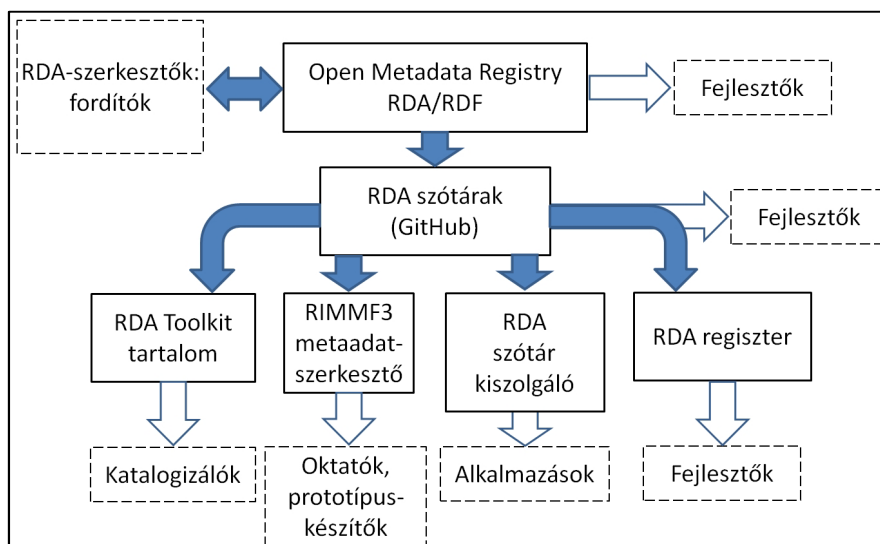 RDA-szerkesztők:
fordítók
Open Metadata Registry
RDA/RDF
Fejlesztők
RDA szótárak
(GitHub)
Fejlesztők
RDA Toolkit
tartalom
RIMMF3
metaadat-
szerkesztő
RDA
szótár
kiszolgáló
RDA regiszter
Katalogizálók
Oktatók,
prototípus-
készítők
Alkalmazások
Fejlesztők